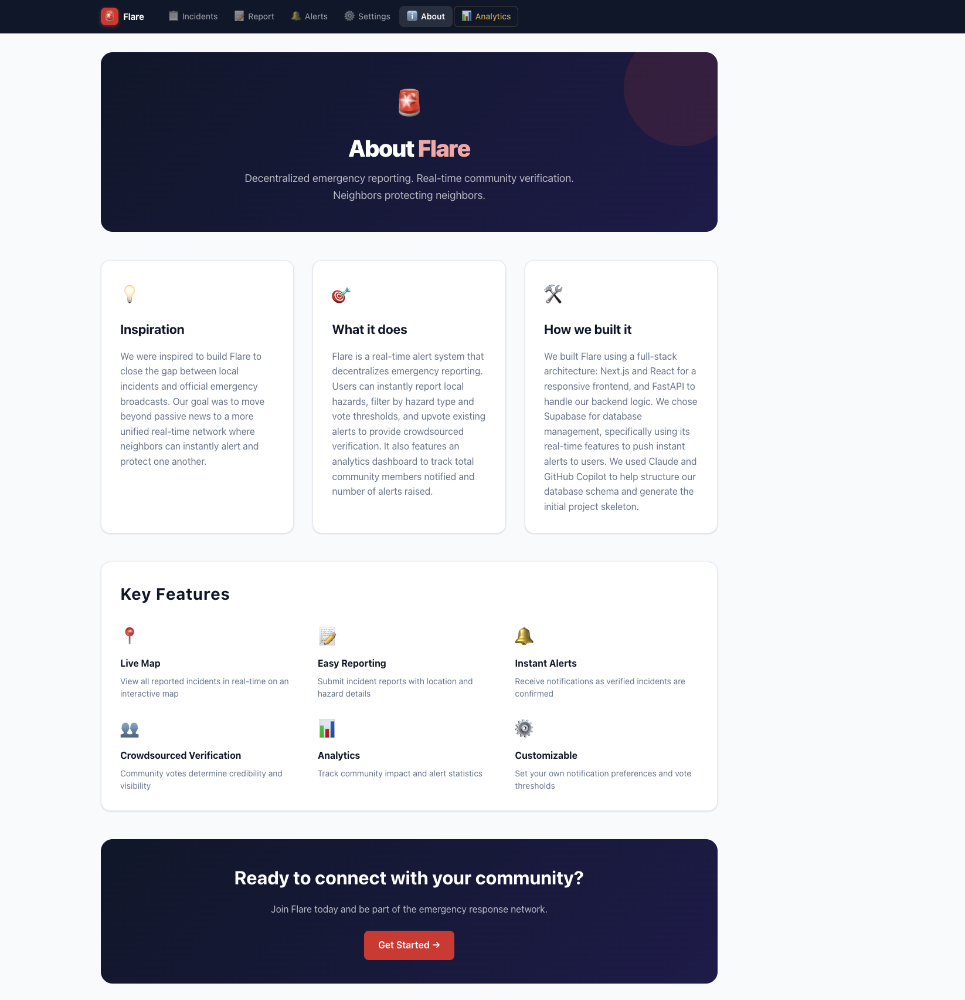 Flare Incidents Report Alerts Settings About Analytics
About Flare
Decentralized emergency reporting. Real-time community verification.
Neighbors protecting neighbors.
Inspiration
We were inspired to build Flare to
close the gap between local
incidents and official emergency
broadcasts. Our goal was to move
beyond passive news to a more
unified real-time network where
neighbors can instantly alert and
protect one another.
What it does
Flare is a real-time alert system that
decentralizes emergency reporting.
Users can instantly report local
hazards, filter by hazard type and
vote thresholds, and upvote existing
alerts to provide crowdsourced
verification. It also features an
analytics dashboard to track total
community members notified and
number of alerts raised.
How we built it
We built Flare using a full-stack
architecture: Next.js and React for a
responsive frontend, and FastAPI to
handle our backend logic. We chose
Supabase for database
management, specifically using its
real-time features to push instant
alerts to users. We used Claude and
GitHub Copilot to help structure our
database schema and generate the
initial project skeleton.
Key Features
Live Map
View all reported incidents in real-time on an
interactive map
Easy Reporting
Submit incident reports with location and
hazard details
Instant Alerts
Receive notifications as verified incidents are
confirmed
Crowdsourced Verification
Community votes determine credibility and
visibility
Analytics
Track community impact and alert statistics
Customizable
Set your own notification preferences and vote
thresholds
Ready to connect with your community?
Join Flare today and be part of the emergency response network.
Get Started →